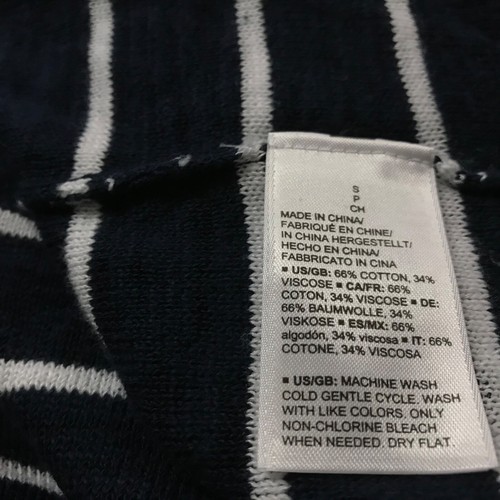 S
P
CH
MADE IN CHINA/
FABRIQUÉ EN CHINE/
IN CHINA HERGESTELLT/
HECHO EN CHINA/
FABBRICATO IN CINA
▪ US/GB: 66% COTTON, 34%
VISCOSE ▪ CA/FR: 66%
COTON, 34% VISCOSE ▪ DE:
66% BAUMWOLLE, 34%
VISKOSE ▪ ES/MX: 66%
algodón, 34% viscosa ▪ IT: 66%
COTONE, 34% VISCOSA
▪ US/GB: MACHINE WASH
COLD GENTLE CYCLE. WASH
WITH LIKE COLORS. ONLY
NON-CHLORINE BLEACH
WHEN NEEDED. DRY FLAT.